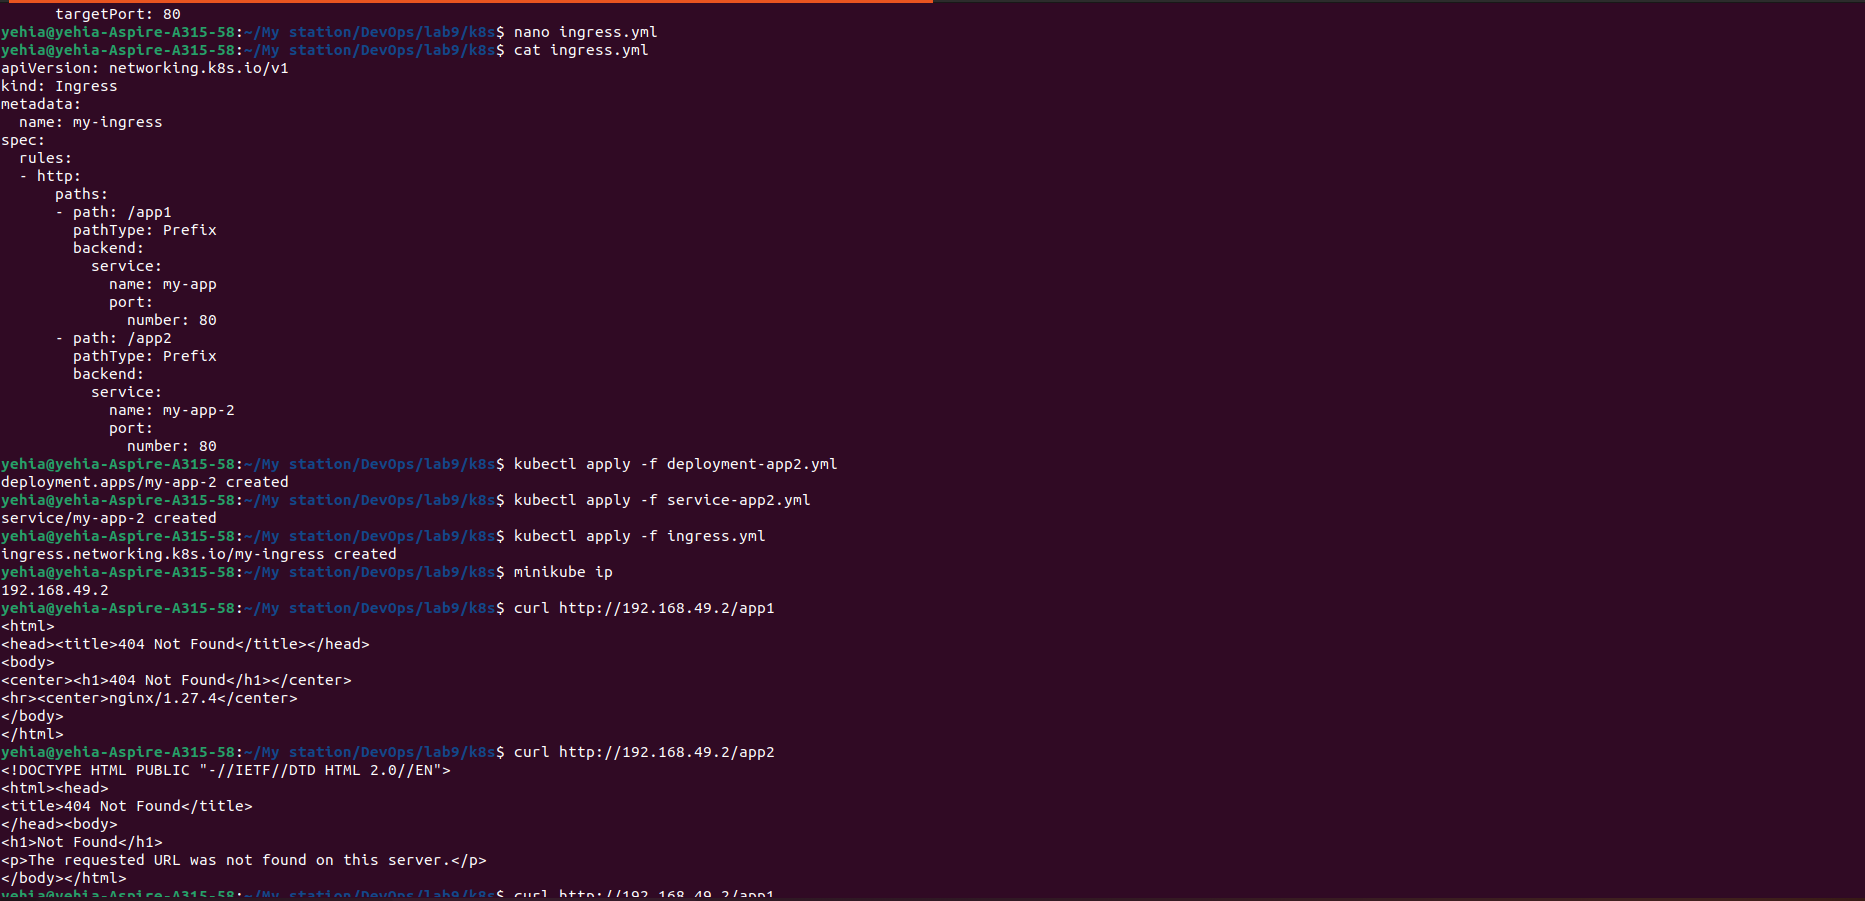 targetPort: 80
yehia@yehia-Aspire-A315-58:~/My station/DevOps/lab9/k8s$ nano ingress.yml
yehia@yehia-Aspire-A315-58:~/My station/DevOps/lab9/k8s$ cat ingress.yml
apiVersion: networking.k8s.io/v1
kind: Ingress
metadata:
  name: my-ingress
spec:
  rules:
  - http:
      paths:
      - path: /app1
        pathType: Prefix
        backend:
          service:
            name: my-app
            port:
              number: 80
      - path: /app2
        pathType: Prefix
        backend:
          service:
            name: my-app-2
            port:
              number: 80
yehia@yehia-Aspire-A315-58:~/My station/DevOps/lab9/k8s$ kubectl apply -f deployment-app2.yml
deployment.apps/my-app-2 created
yehia@yehia-Aspire-A315-58:~/My station/DevOps/lab9/k8s$ kubectl apply -f service-app2.yml
service/my-app-2 created
yehia@yehia-Aspire-A315-58:~/My station/DevOps/lab9/k8s$ kubectl apply -f ingress.yml
ingress.networking.k8s.io/my-ingress created
yehia@yehia-Aspire-A315-58:~/My station/DevOps/lab9/k8s$ minikube ip
192.168.49.2
yehia@yehia-Aspire-A315-58:~/My station/DevOps/lab9/k8s$ curl http://192.168.49.2/app1
<html>
<head><title>404 Not Found</title></head>
<body>
<center><h1>404 Not Found</h1></center>
<hr><center>nginx/1.27.4</center>
</body>
</html>
yehia@yehia-Aspire-A315-58:~/My station/DevOps/lab9/k8s$ curl http://192.168.49.2/app2
<!DOCTYPE HTML PUBLIC "-//IETF//DTD HTML 2.0//EN">
<html><head>
<title>404 Not Found</title>
</head><body>
<h1>Not Found</h1>
<p>The requested URL was not found on this server.</p>
</body></html>
yehia@yehia-Aspire-A315-58:~/My station/DevOps/lab9/k8s$ curl http://192.168.49.2/app1